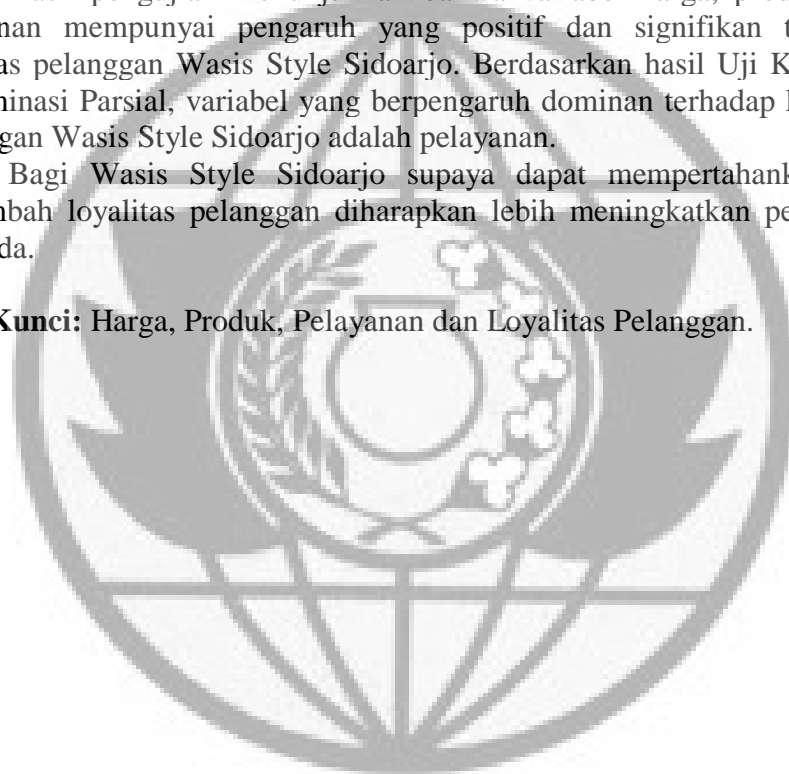 nan mempunyai pengaruh yang positif dan signifikan t
as pelanggan Wasis Style Sidoarjo. Berdasarkan hasil Uji K
ninasi Parsial, variabel yang berpengaruh dominan terhadap
gan Wasis Style Sidoarjo adalah pelayanan.
Bagi Wasis Style Sidoarjo supaya dapat mempertahank
nbah loyalitas pelanggan diharapkan lebih meningkatkan pe
da.
Kunci: Harga, Produk, Pelayanan dan Loyalitas Pelanggan.